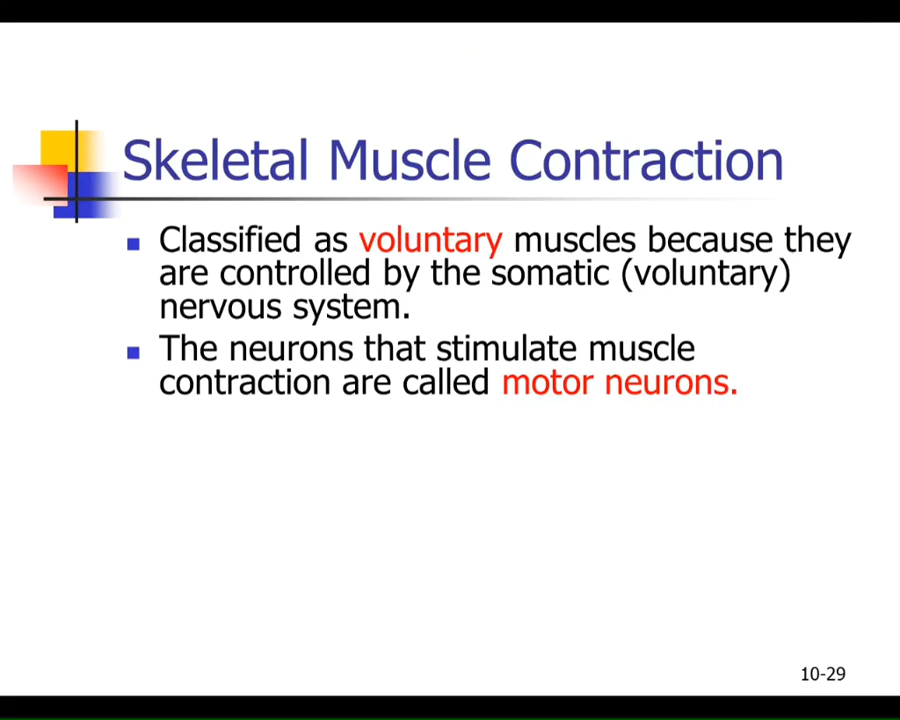 Skeletal Muscle Contraction
Classified as voluntary muscles because they
are controlled by the somatic (voluntary)
nervous system.
The neurons that stimulate muscle
contraction are called motor neurons.
10-29